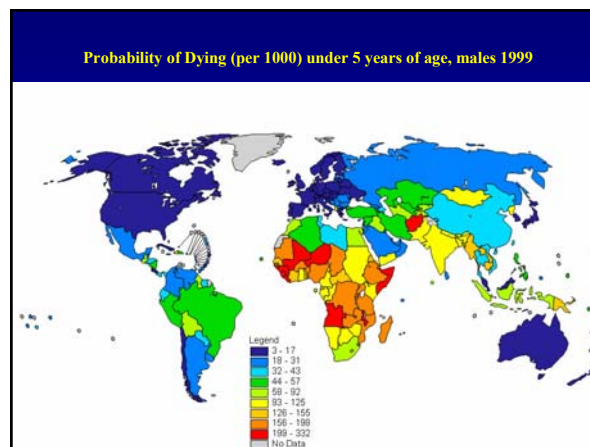 Probability of Dying (per 1000) under 5 years of age, males 1999
Legend
3 - 17
18 - 31
32 - 43
44 - 57
58 - 92
93 - 125
126 - 155
156 - 198
199 - 332
No Data